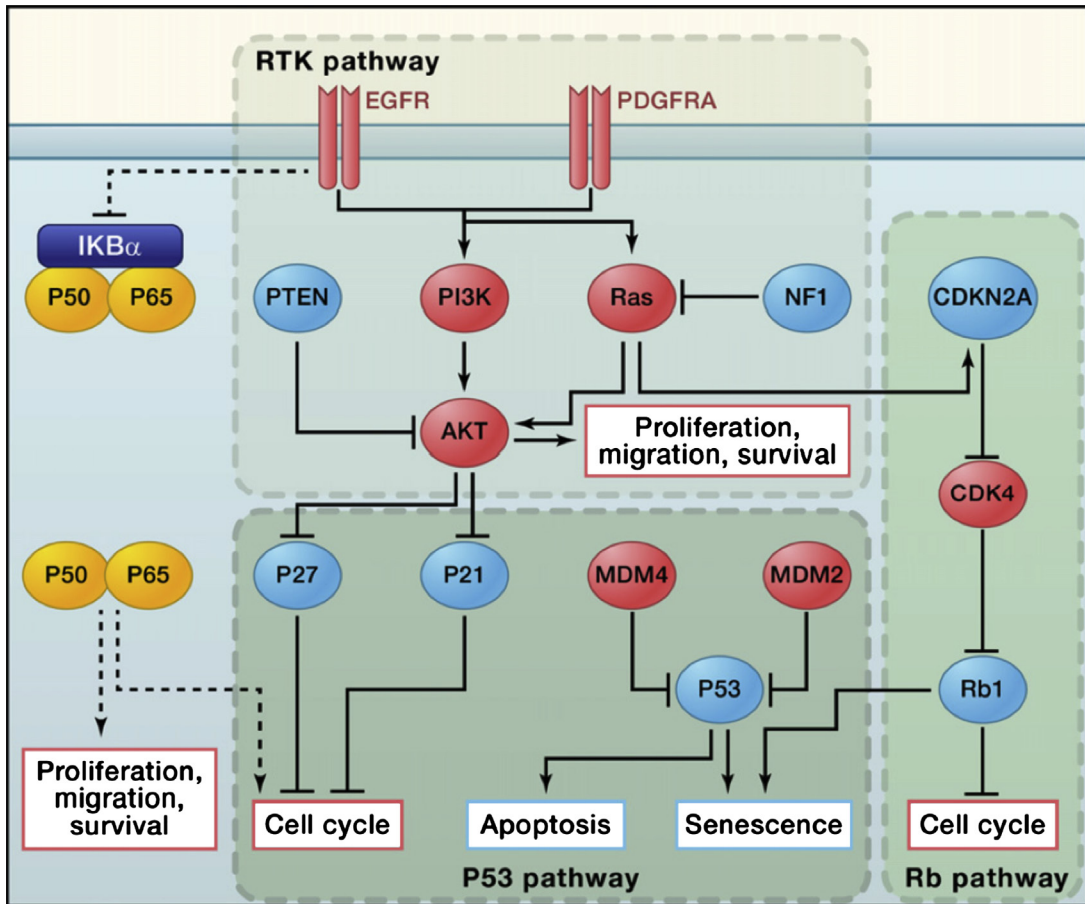 RTK pathway
EGFR
PDGFRA
IKBα
P50
P65
PTEN
PI3K
Ras
NF1
CDKN2A
AKT
Proliferation,
migration, survival
CDK4
P50
P65
P27
P21
MDM4
MDM2
P53
Rb1
Proliferation,
migration,
survival
Cell cycle
Apoptosis
Senescence
Cell cycle
P53 pathway
Rb pathway